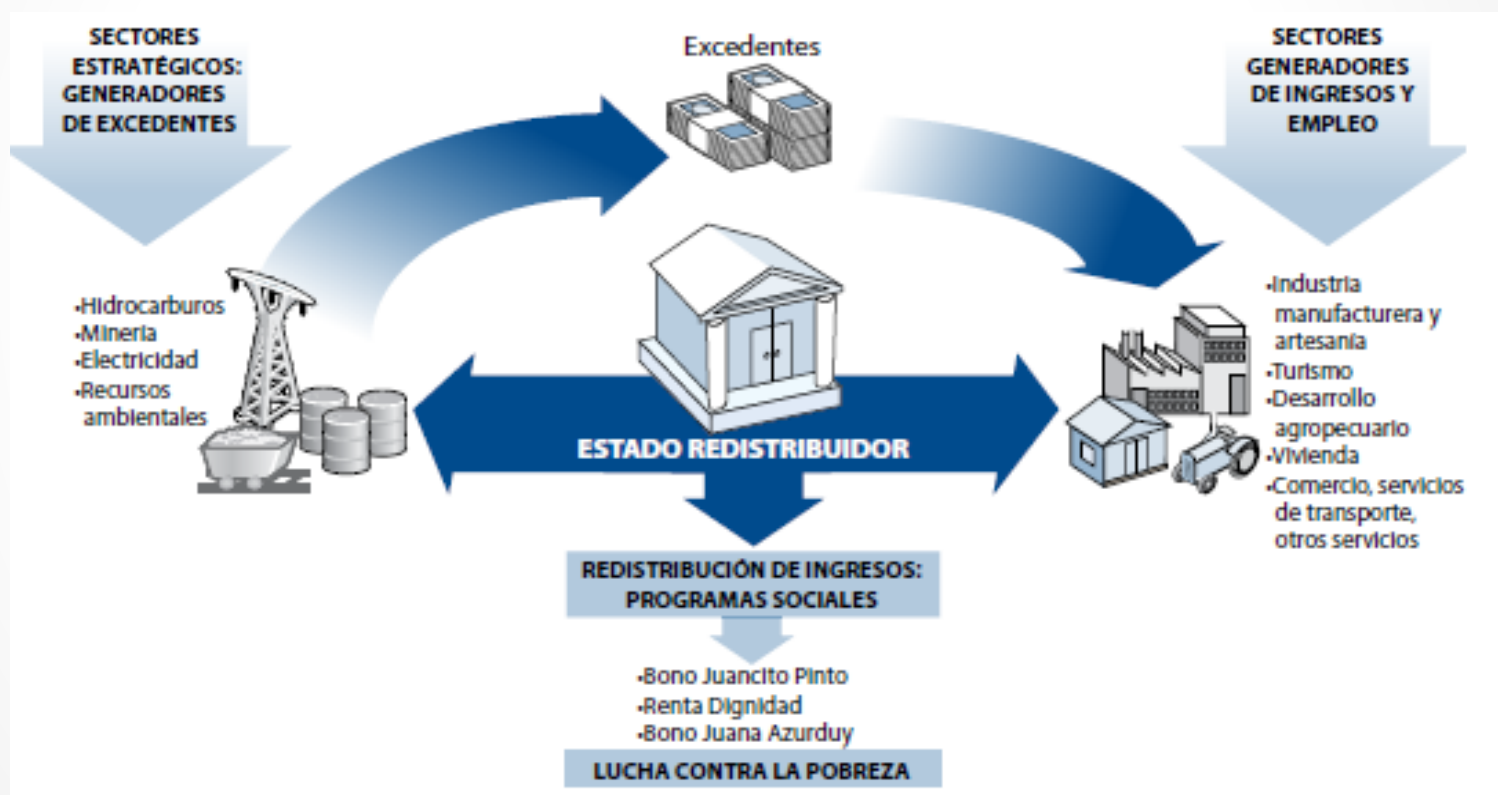 SECTORES
ESTRATÉGICOS:
GENERADORES
DE EXCEDENTES
Excedentes
SECTORES
GENERADORES
DE INGRESOS Y
EMPLEO
•Hidrocarburos
•Minería
•Electricidad
•Recursos
ambientales
ESTADO REDISTRIBUIDOR
•Industria
manufacturera y
artesanía
•Turismo
•Desarrollo
agropecuario
•Vivienda
•Comercio, servicios
de transporte,
otros servicios
REDISTRIBUCIÓN DE INGRESOS:
PROGRAMAS SOCIALES
•Bono Juancito Pinto
•Renta Dignidad
•Bono Juana Azurduy
LUCHA CONTRA LA POBREZA